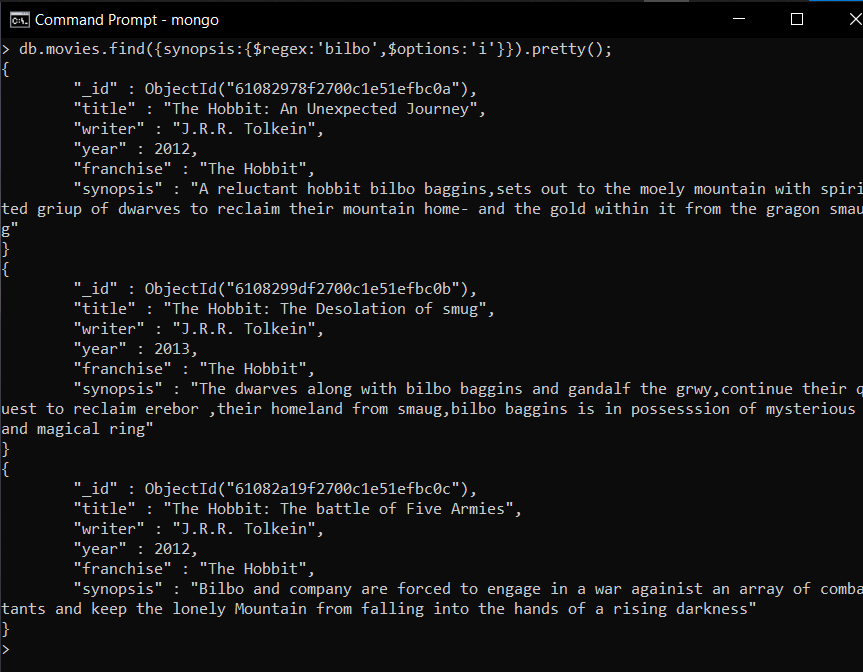 Command Prompt - mongo
> db.movies.find({synopsis:{$regex:'bilbo',$options:'i'}}).pretty();
{
        "_id" : ObjectId("61082978f2700c1e51efbc0a"),
        "title" : "The Hobbit: An Unexpected Journey",
        "writer" : "J.R.R. Tolkein",
        "year" : 2012,
        "franchise" : "The Hobbit",
        "synopsis" : "A reluctant hobbit bilbo baggins,sets out to the moely mountain with spiri
ted griup of dwarves to reclaim their mountain home- and the gold within it from the gragon smau
g"
}
{
        "_id" : ObjectId("6108299df2700c1e51efbc0b"),
        "title" : "The Hobbit: The Desolation of smug",
        "writer" : "J.R.R. Tolkein",
        "year" : 2013,
        "franchise" : "The Hobbit",
        "synopsis" : "The dwarves along with bilbo baggins and gandalf the grwy,continue their q
uest to reclaim erebor ,their homeland from smaug,bilbo baggins is in possesssion of mysterious
and magical ring"
}
{
        "_id" : ObjectId("61082a19f2700c1e51efbc0c"),
        "title" : "The Hobbit: The battle of Five Armies",
        "writer" : "J.R.R. Tolkein",
        "year" : 2012,
        "franchise" : "The Hobbit",
        "synopsis" : "Bilbo and company are forced to engage in a war againist an array of comba
tants and keep the lonely Mountain from falling into the hands of a rising darkness"
}
>